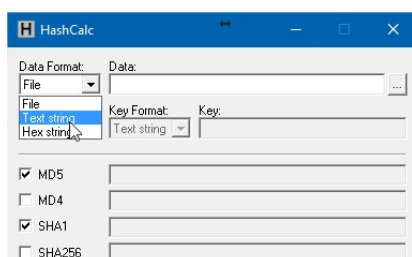 H HashCalc
Data Format: Data:
File ...
File
Text string
Hex string
Key Format: Key:
Text string
MD5
MD4
SHA1
SHA256